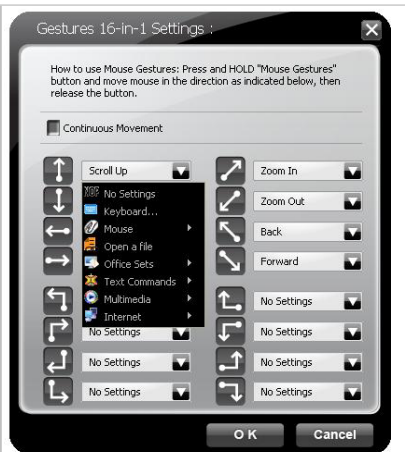 Gestures 16-in-1 Settings :
How to use Mouse Gestures: Press and HOLD "Mouse Gestures"
button and move mouse in the direction as indicated below, then
release the button.
Continuous Movement
Scroll Up
Zoom In
No Settings
Keyboard...
Zoom Out
Mouse
Back
Open a file
Office Sets
Forward
Text Commands
Multimedia
No Settings
Internet
No Settings
No Settings
No Settings
No Settings
No Settings
No Settings
OK
Cancel